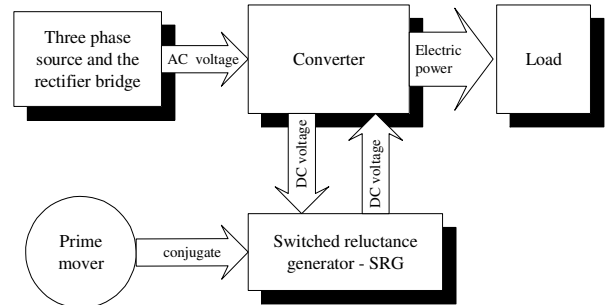 Three phase
source and the
rectifier bridge
AC voltage
Converter
Electric
power
Load
DC voltage
DC voltage
Prime
mover
conjugate
Switched reluctance
generator - SRG